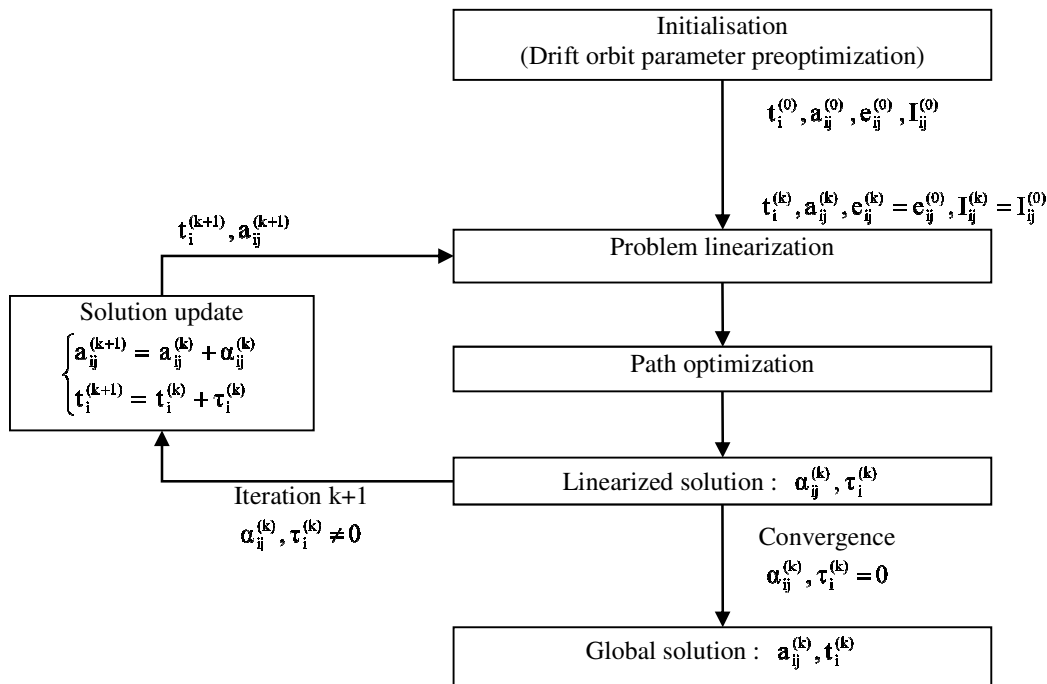 Initialisation
(Drift orbit parameter preoptimization)
t_i^(0), a_ij^(0), e_ij^(0), I_ij^(0)
t_i^(k), a_ij^(k), e_ij^(k) = e_ij^(0), I_ij^(k) = I_ij^(0)
t_i^(k+1), a_ij^(k+1)
Problem linearization
Solution update
a_ij^(k+1) = a_ij^(k) + α_ij^(k)
t_i^(k+1) = t_i^(k) + τ_i^(k)
Path optimization
Linearized solution : α_ij^(k), τ_i^(k)
Iteration k+1
α_ij^(k), τ_i^(k) ≠ 0
Convergence
α_ij^(k), τ_i^(k) = 0
Global solution : a_ij^(k), t_i^(k)